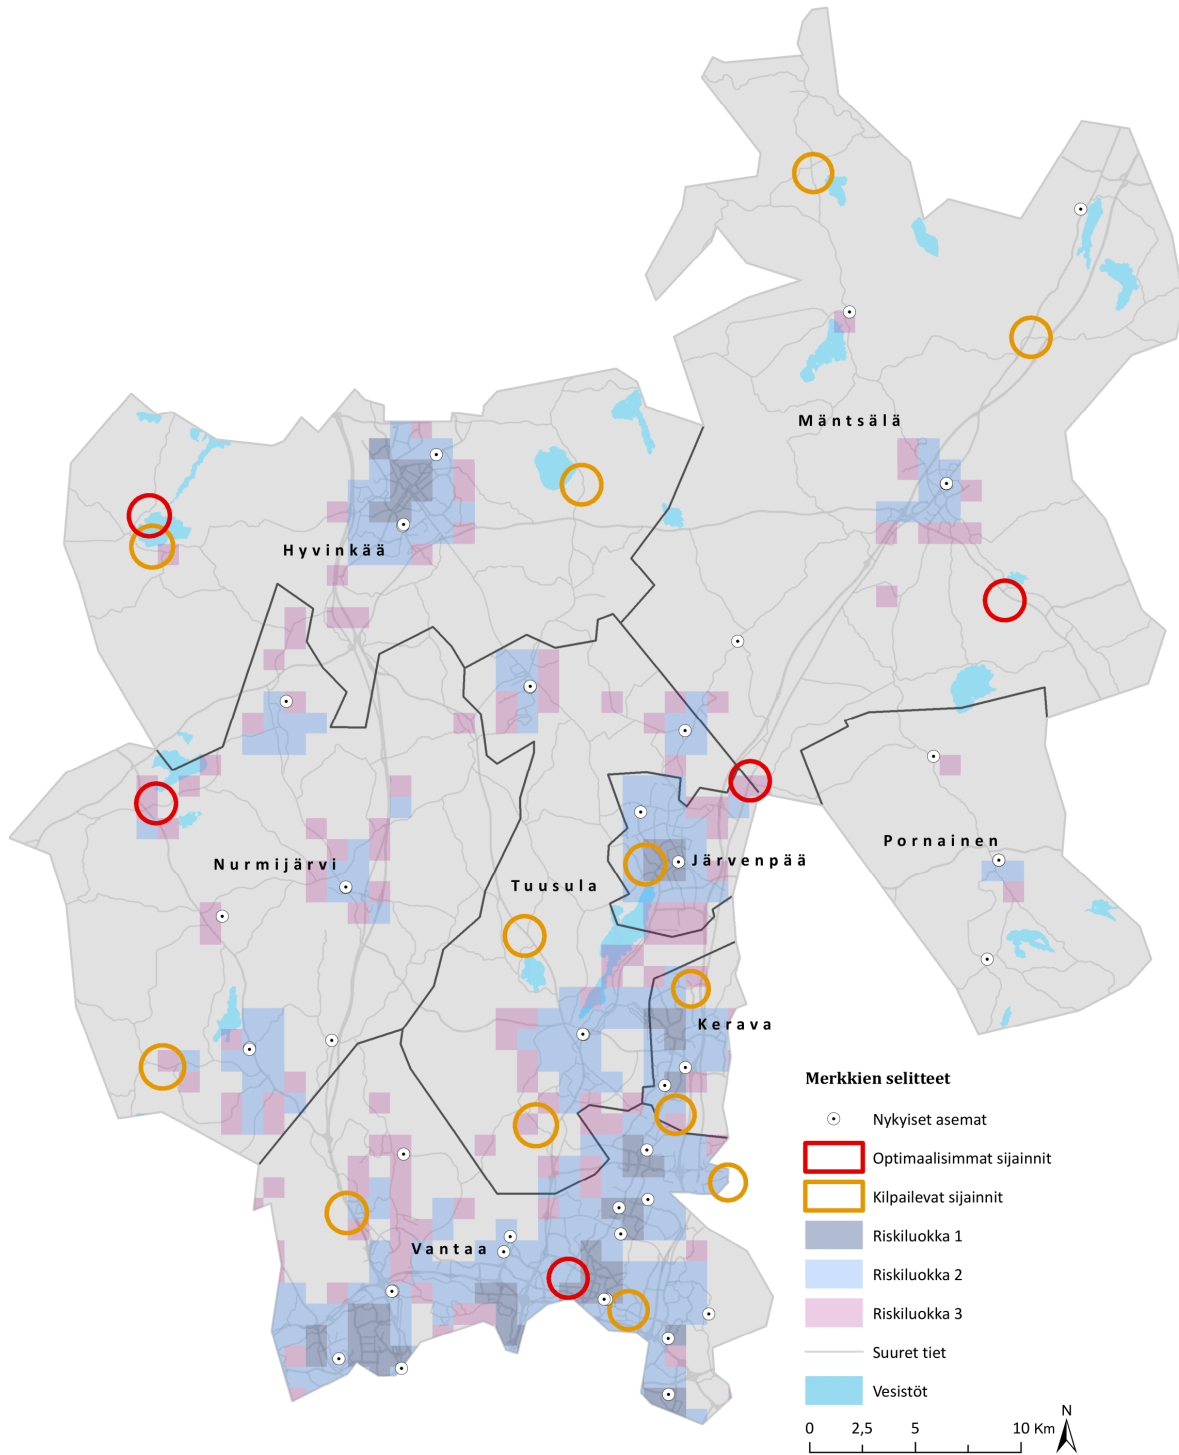 Mäntsälä
Hyvinkää
Pornainen
Järvenpää
Nurmijärvi
Tuusula
Kerava
Vantaa
Merkkien selitteet
Nykyiset asemat
Optimaalisimmat sijainnit
Kilpailevat sijainnit
Riskiluokka 1
Riskiluokka 2
Riskiluokka 3
Suuret tiet
Vesistöt
N
0 2,5 5 10 Km